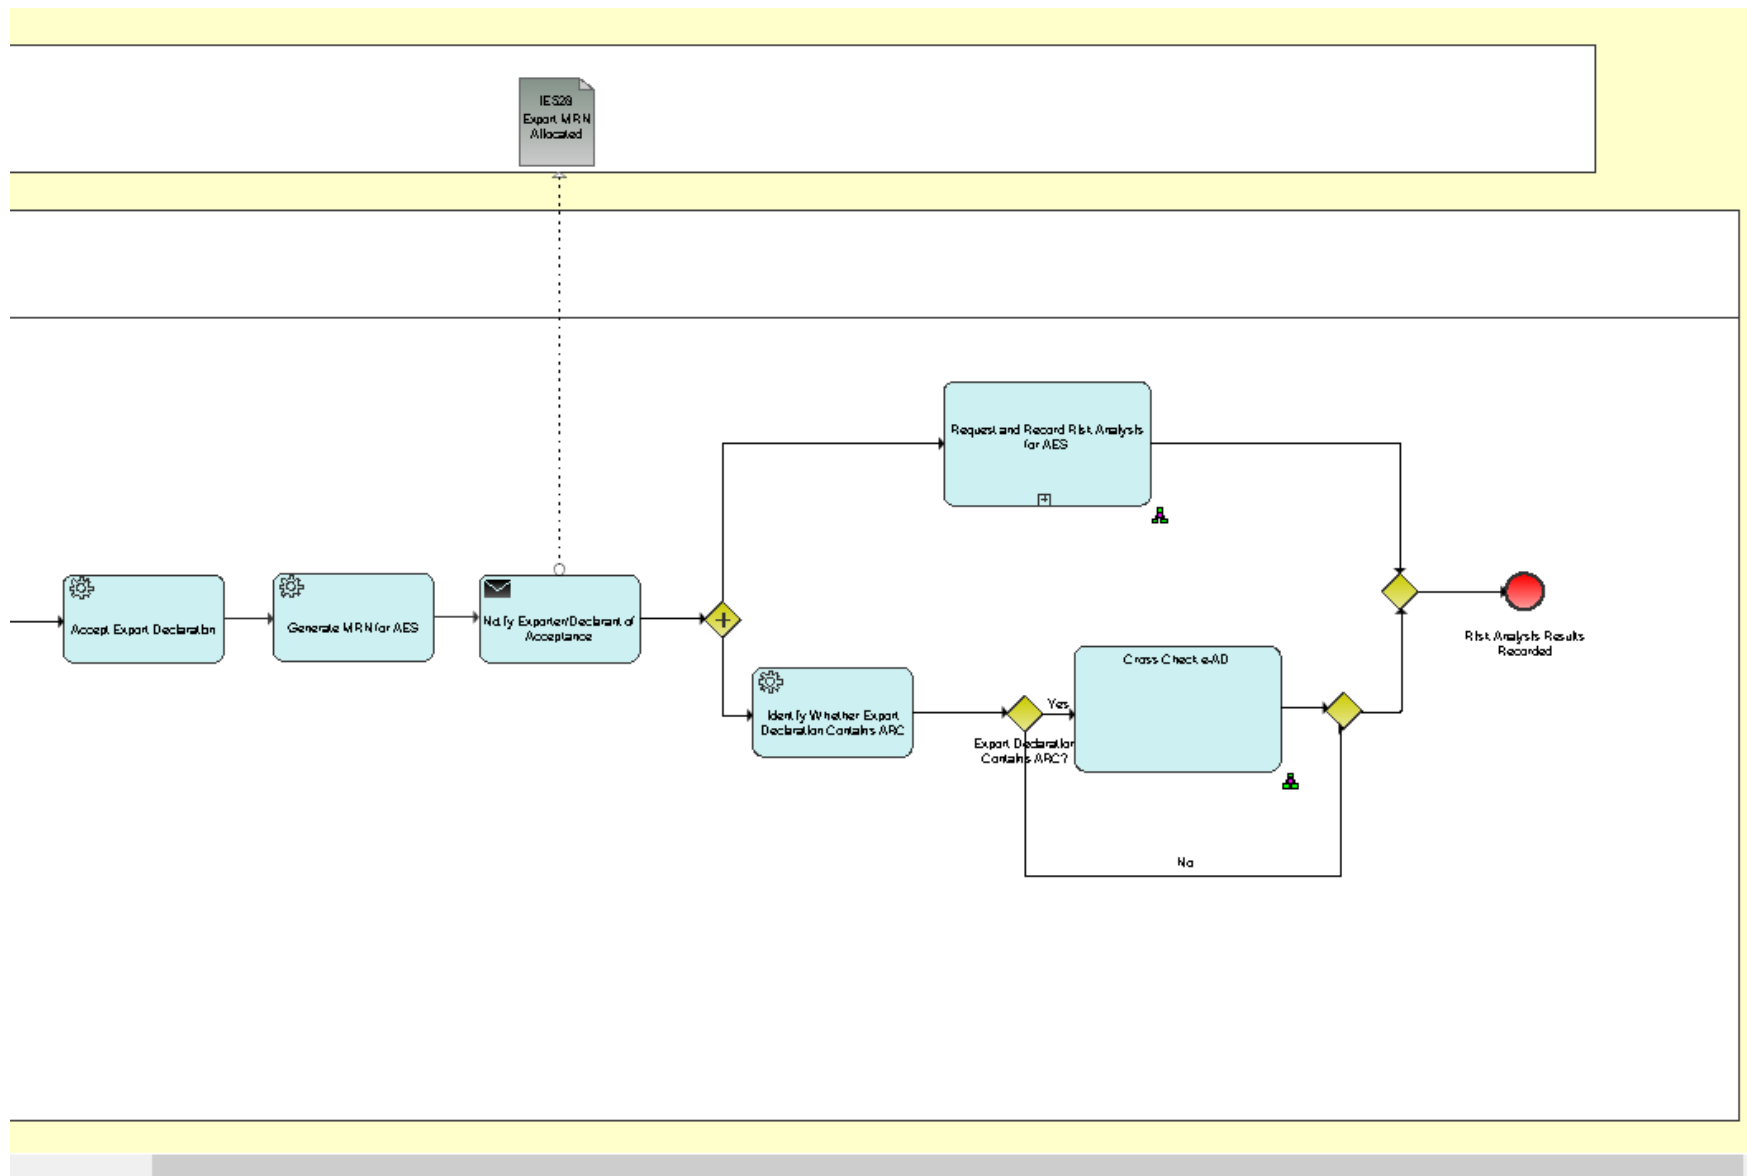 IE528
Export MRN
Allocated
Request and Record Risk Analysis
for AES
Accept Export Declaration
Generate MRN for AES
Notify Exporter/Declarant of
Acceptance
Risk Analysis Results
Recorded
Cross Check e-AD
Identify Whether Export
Declaration Contains ARC
Yes
Export Declaration
Contains ARC?
No